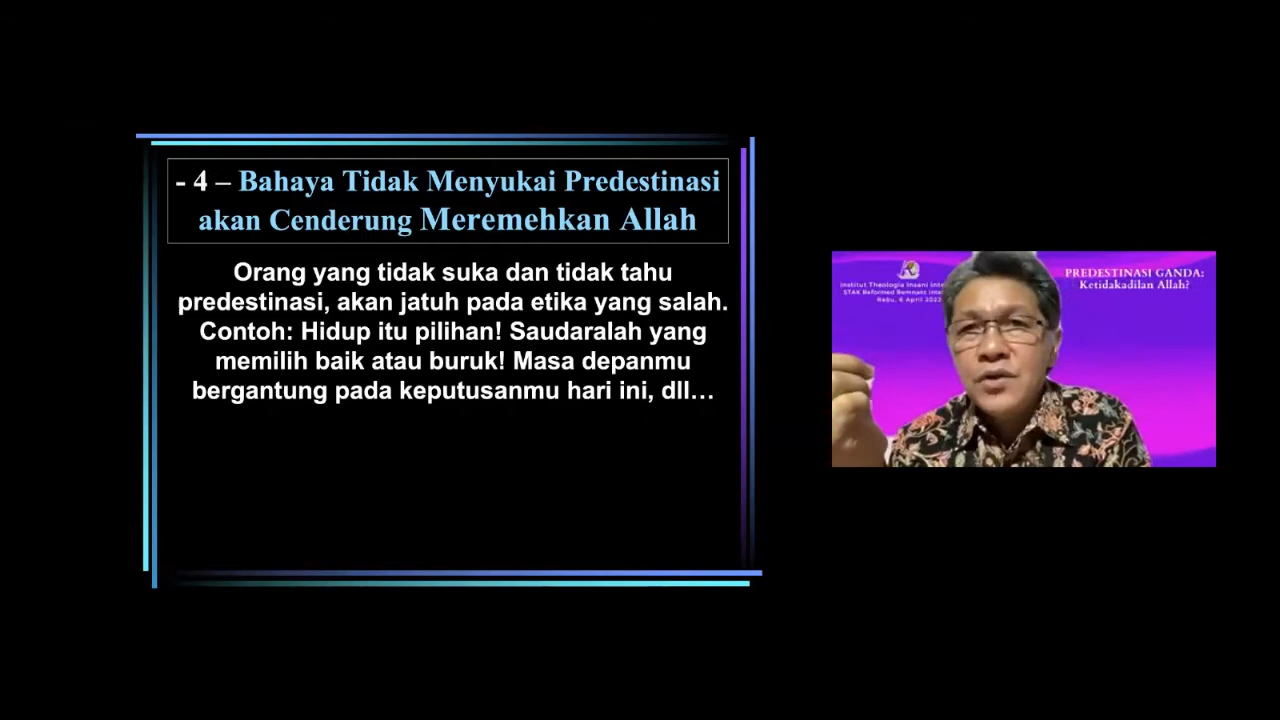 - 4 – Bahaya Tidak Menyukai Predestinasi
akan Cenderung Meremehkan Allah
Orang yang tidak suka dan tidak tahu
predestinasi, akan jatuh pada etika yang salah.
Contoh: Hidup itu pilihan! Saudaralah yang
memilih baik atau buruk! Masa depanmu
bergantung pada keputusanmu hari ini, dll…
Institut Theologia Insani
STAK Reformed Remnant
Rabu, 6 April
PREDESTINASI GANDA:
Ketidakadilan Allah?